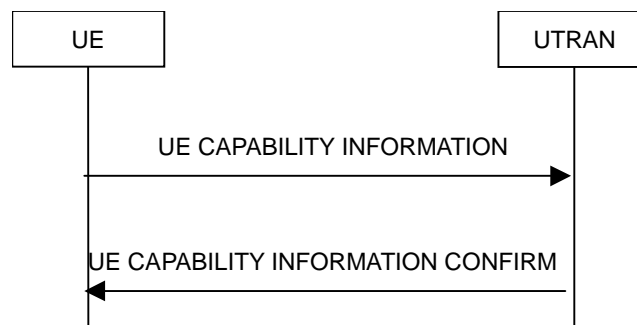 UE
UTRAN
UE CAPABILITY INFORMATION
UE CAPABILITY INFORMATION CONFIRM